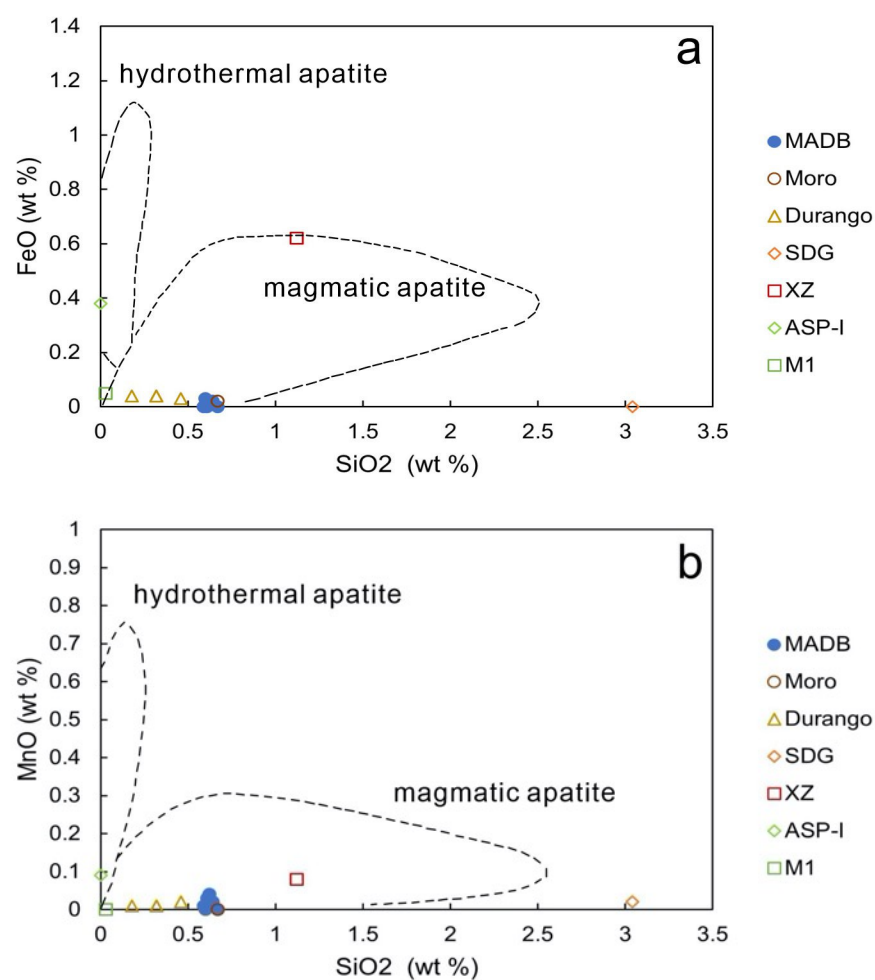 a
1.4
1.2
1
0.8
0.6
0.4
0.2
0
FeO (wt %)
hydrothermal apatite
magmatic apatite
0 0.5 1 1.5 2 2.5 3 3.5
SiO2 (wt %)
MADB
Moro
Durango
SDG
XZ
ASP-I
M1
b
1
0.9
0.8
0.7
0.6
0.5
0.4
0.3
0.2
0.1
0
MnO (wt %)
hydrothermal apatite
magmatic apatite
0 0.5 1 1.5 2 2.5 3 3.5
SiO2 (wt %)
MADB
Moro
Durango
SDG
XZ
ASP-I
M1